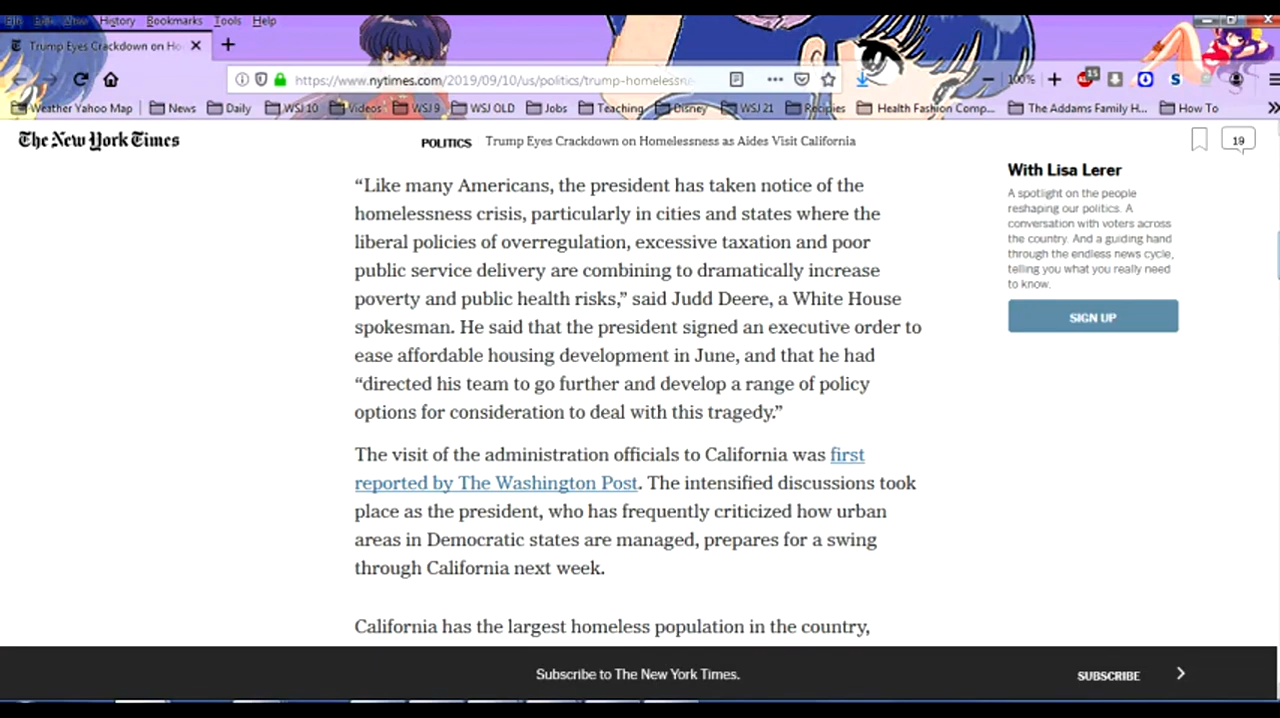 File Edit View History Bookmarks Tools Help
Trump Eyes Crackdown on Ho
https://www.nytimes.com/2019/09/10/us/politics/trump-homelessn
100%
15
Weather Yahoo Map News Daily WSJ 10 Videos WSJ 9 WSJ OLD Jobs Teaching Disney WSJ 21 Recipies Health Fashion Comp... The Addams Family H... How To
The New York Times
POLITICS Trump Eyes Crackdown on Homelessness as Aides Visit California
19
“Like many Americans, the president has taken notice of the
homelessness crisis, particularly in cities and states where the
liberal policies of overregulation, excessive taxation and poor
public service delivery are combining to dramatically increase
poverty and public health risks,” said Judd Deere, a White House
spokesman. He said that the president signed an executive order to
ease affordable housing development in June, and that he had
“directed his team to go further and develop a range of policy
options for consideration to deal with this tragedy.”
The visit of the administration officials to California was first
reported by The Washington Post. The intensified discussions took
place as the president, who has frequently criticized how urban
areas in Democratic states are managed, prepares for a swing
through California next week.
California has the largest homeless population in the country,
With Lisa Lerer
A spotlight on the people
reshaping our politics. A
conversation with voters across
the country. And a guiding hand
through the endless news cycle,
telling you what you really need
to know.
SIGN UP
Subscribe to The New York Times.
SUBSCRIBE